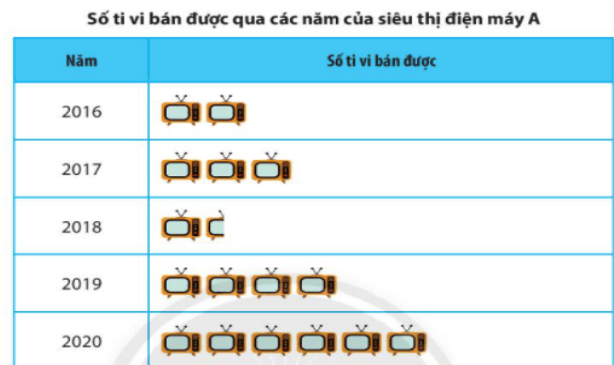 Số ti vi bán được qua các năm của siêu thị điện máy A
Năm Số ti vi bán được
2016
2017
2018
2019
2020